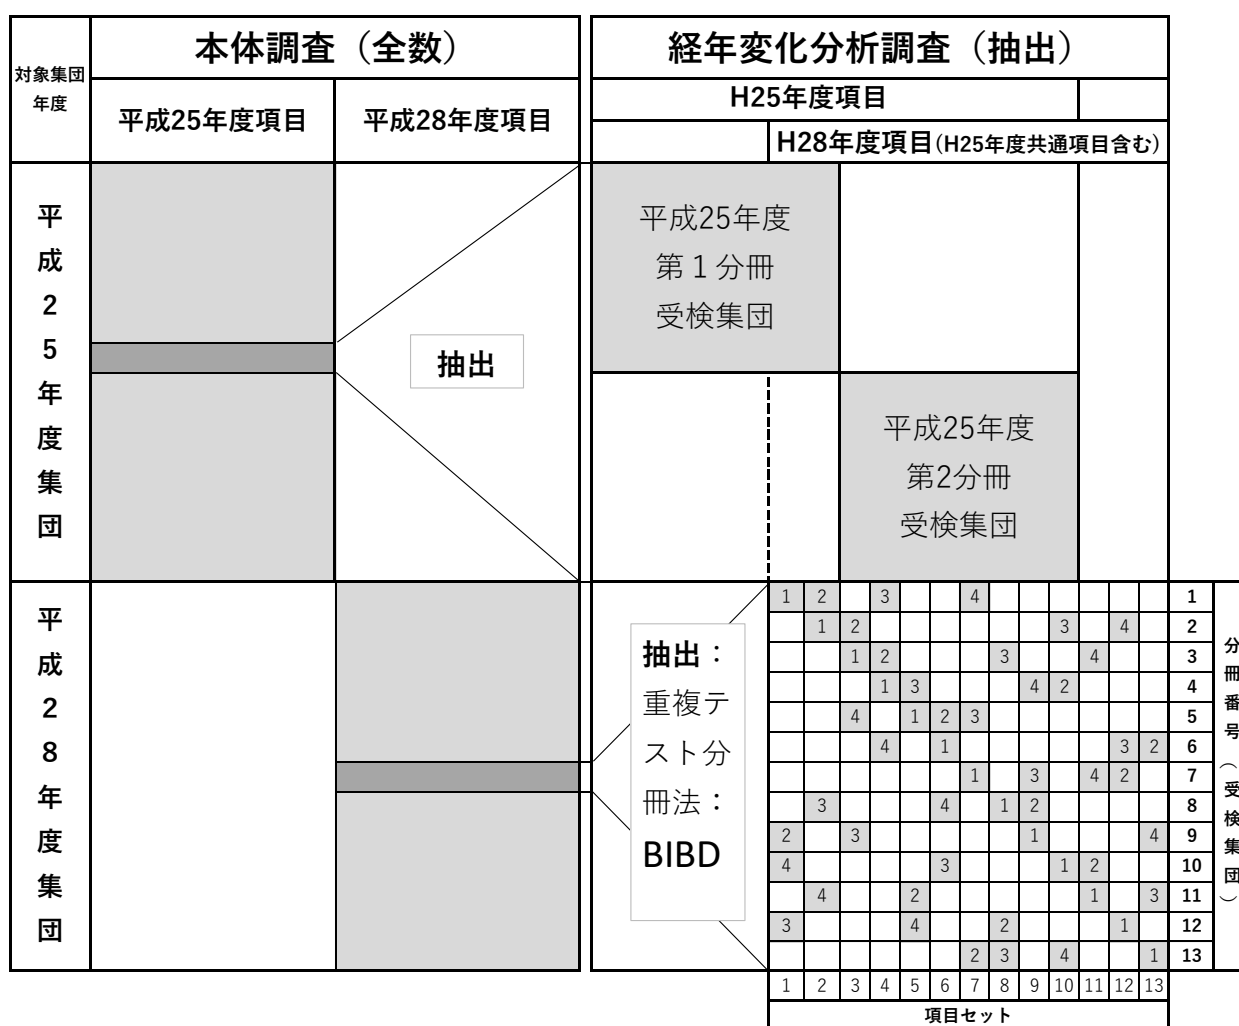 対象集団
年度
本体調査（全数）
経年変化分析調査（抽出）
平成25年度項目
平成28年度項目
H25年度項目
H28年度項目(H25年度共通項目含む)
平成25年度集団
抽出
平成25年度
第１分冊
受検集団
平成25年度
第2分冊
受検集団
平成28年度集団
抽出：
重複テ
スト分
冊法：
BIBD
1 2 3 4 1
1 2 3 4 2
1 2 3 4 3
1 3 4 2 4
4 1 2 3 5
4 1 3 2 6
1 3 4 2 7
3 4 1 2 8
2 3 1 4 9
4 3 1 2 10
4 2 1 3 11
3 4 2 1 12
2 3 4 1 13
分冊番号（受検集団）
1 2 3 4 5 6 7 8 9 10 11 12 13
項目セット